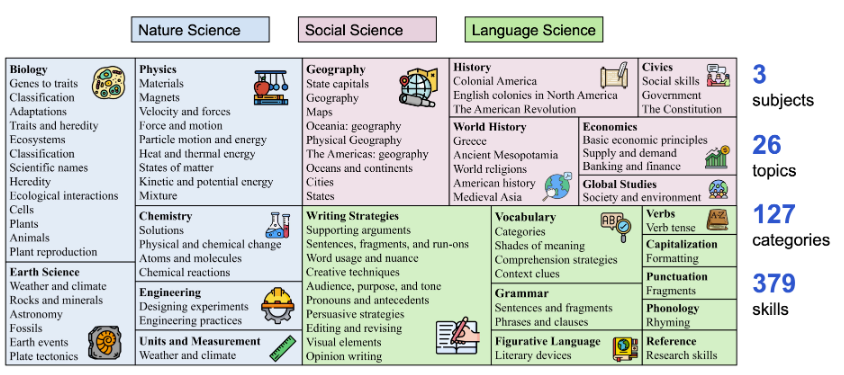 Nature Science
Social Science
Language Science
Biology
Genes to traits
Classification
Adaptations
Traits and heredity
Ecosystems
Classification
Scientific names
Heredity
Ecological interactions
Cells
Plants
Animals
Plant reproduction
Earth Science
Weather and climate
Rocks and minerals
Astronomy
Fossils
Earth events
Plate tectonics
Physics
Materials
Magnets
Velocity and forces
Force and motion
Particle motion and energy
Heat and thermal energy
States of matter
Kinetic and potential energy
Mixture
Chemistry
Solutions
Physical and chemical change
Atoms and molecules
Chemical reactions
Engineering
Designing experiments
Engineering practices
Units and Measurement
Weather and climate
Geography
State capitals
Geography
Maps
Oceania: geography
Physical Geography
The Americas: geography
Oceans and continents
Cities
States
History
Colonial America
English colonies in North America
The American Revolution
Civics
Social skills
Government
The Constitution
World History
Greece
Ancient Mesopotamia
World religions
American history
Medieval Asia
Economics
Basic economic principles
Supply and demand
Banking and finance
Global Studies
Society and environment
Writing Strategies
Supporting arguments
Sentences, fragments, and run-ons
Word usage and nuance
Creative techniques
Audience, purpose, and tone
Pronouns and antecedents
Persuasive strategies
Editing and revising
Visual elements
Opinion writing
Vocabulary
Categories
Shades of meaning
Comprehension strategies
Context clues
ABP
Grammar
Sentences and fragments
Phrases and clauses
Figurative Language
Literary devices
Verbs
Verb tense
A-Z
Capitalization
Formatting
Punctuation
Fragments
Phonology
Rhyming
Reference
Research skills
3
subjects
26
topics
127
categories
379
skills